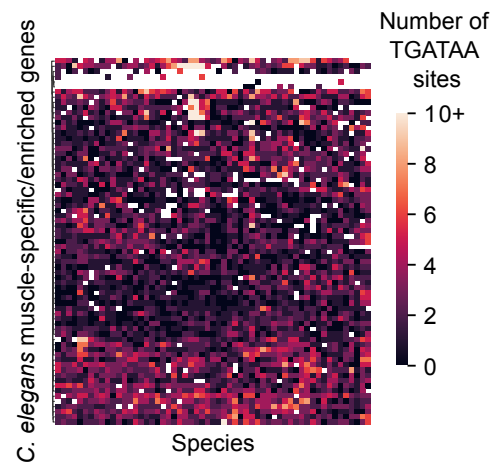 Number of
TGATAA
sites
C. elegans muscle-specific/enriched genes
10+
8
6
4
2
0
Species